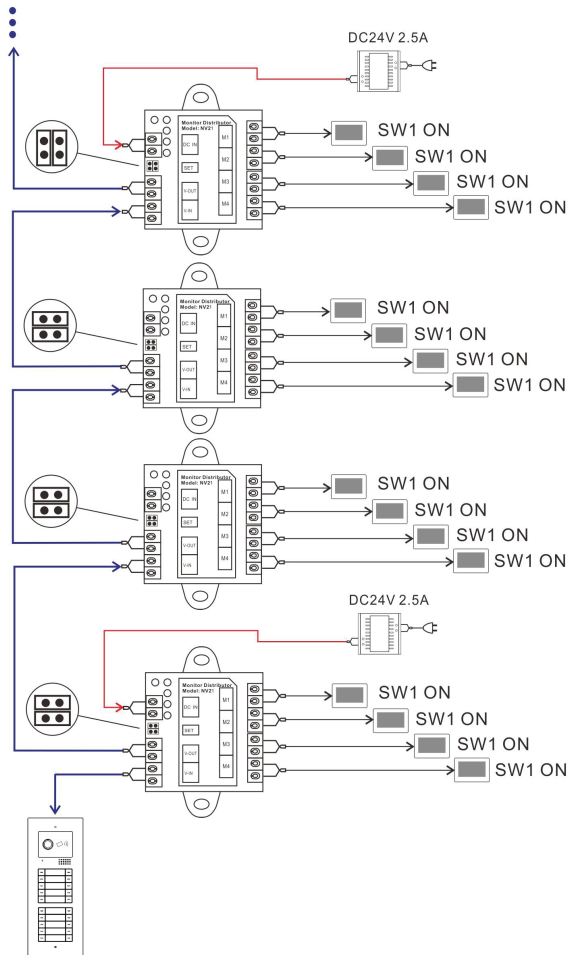 DC24V 2.5A
Monitor Distributor
Model: NV21
DC IN
SET
V-OUT
V-IN
M1
M2
M3
M4
SW1 ON
SW1 ON
SW1 ON
SW1 ON
Monitor Distributor
Model: NV21
DC IN
SET
V-OUT
V-IN
M1
M2
M3
M4
SW1 ON
SW1 ON
SW1 ON
SW1 ON
Monitor Distributor
Model: NV21
DC IN
SET
V-OUT
V-IN
M1
M2
M3
M4
SW1 ON
SW1 ON
SW1 ON
SW1 ON
DC24V 2.5A
Monitor Distributor
Model: NV21
DC IN
SET
V-OUT
V-IN
M1
M2
M3
M4
SW1 ON
SW1 ON
SW1 ON
SW1 ON